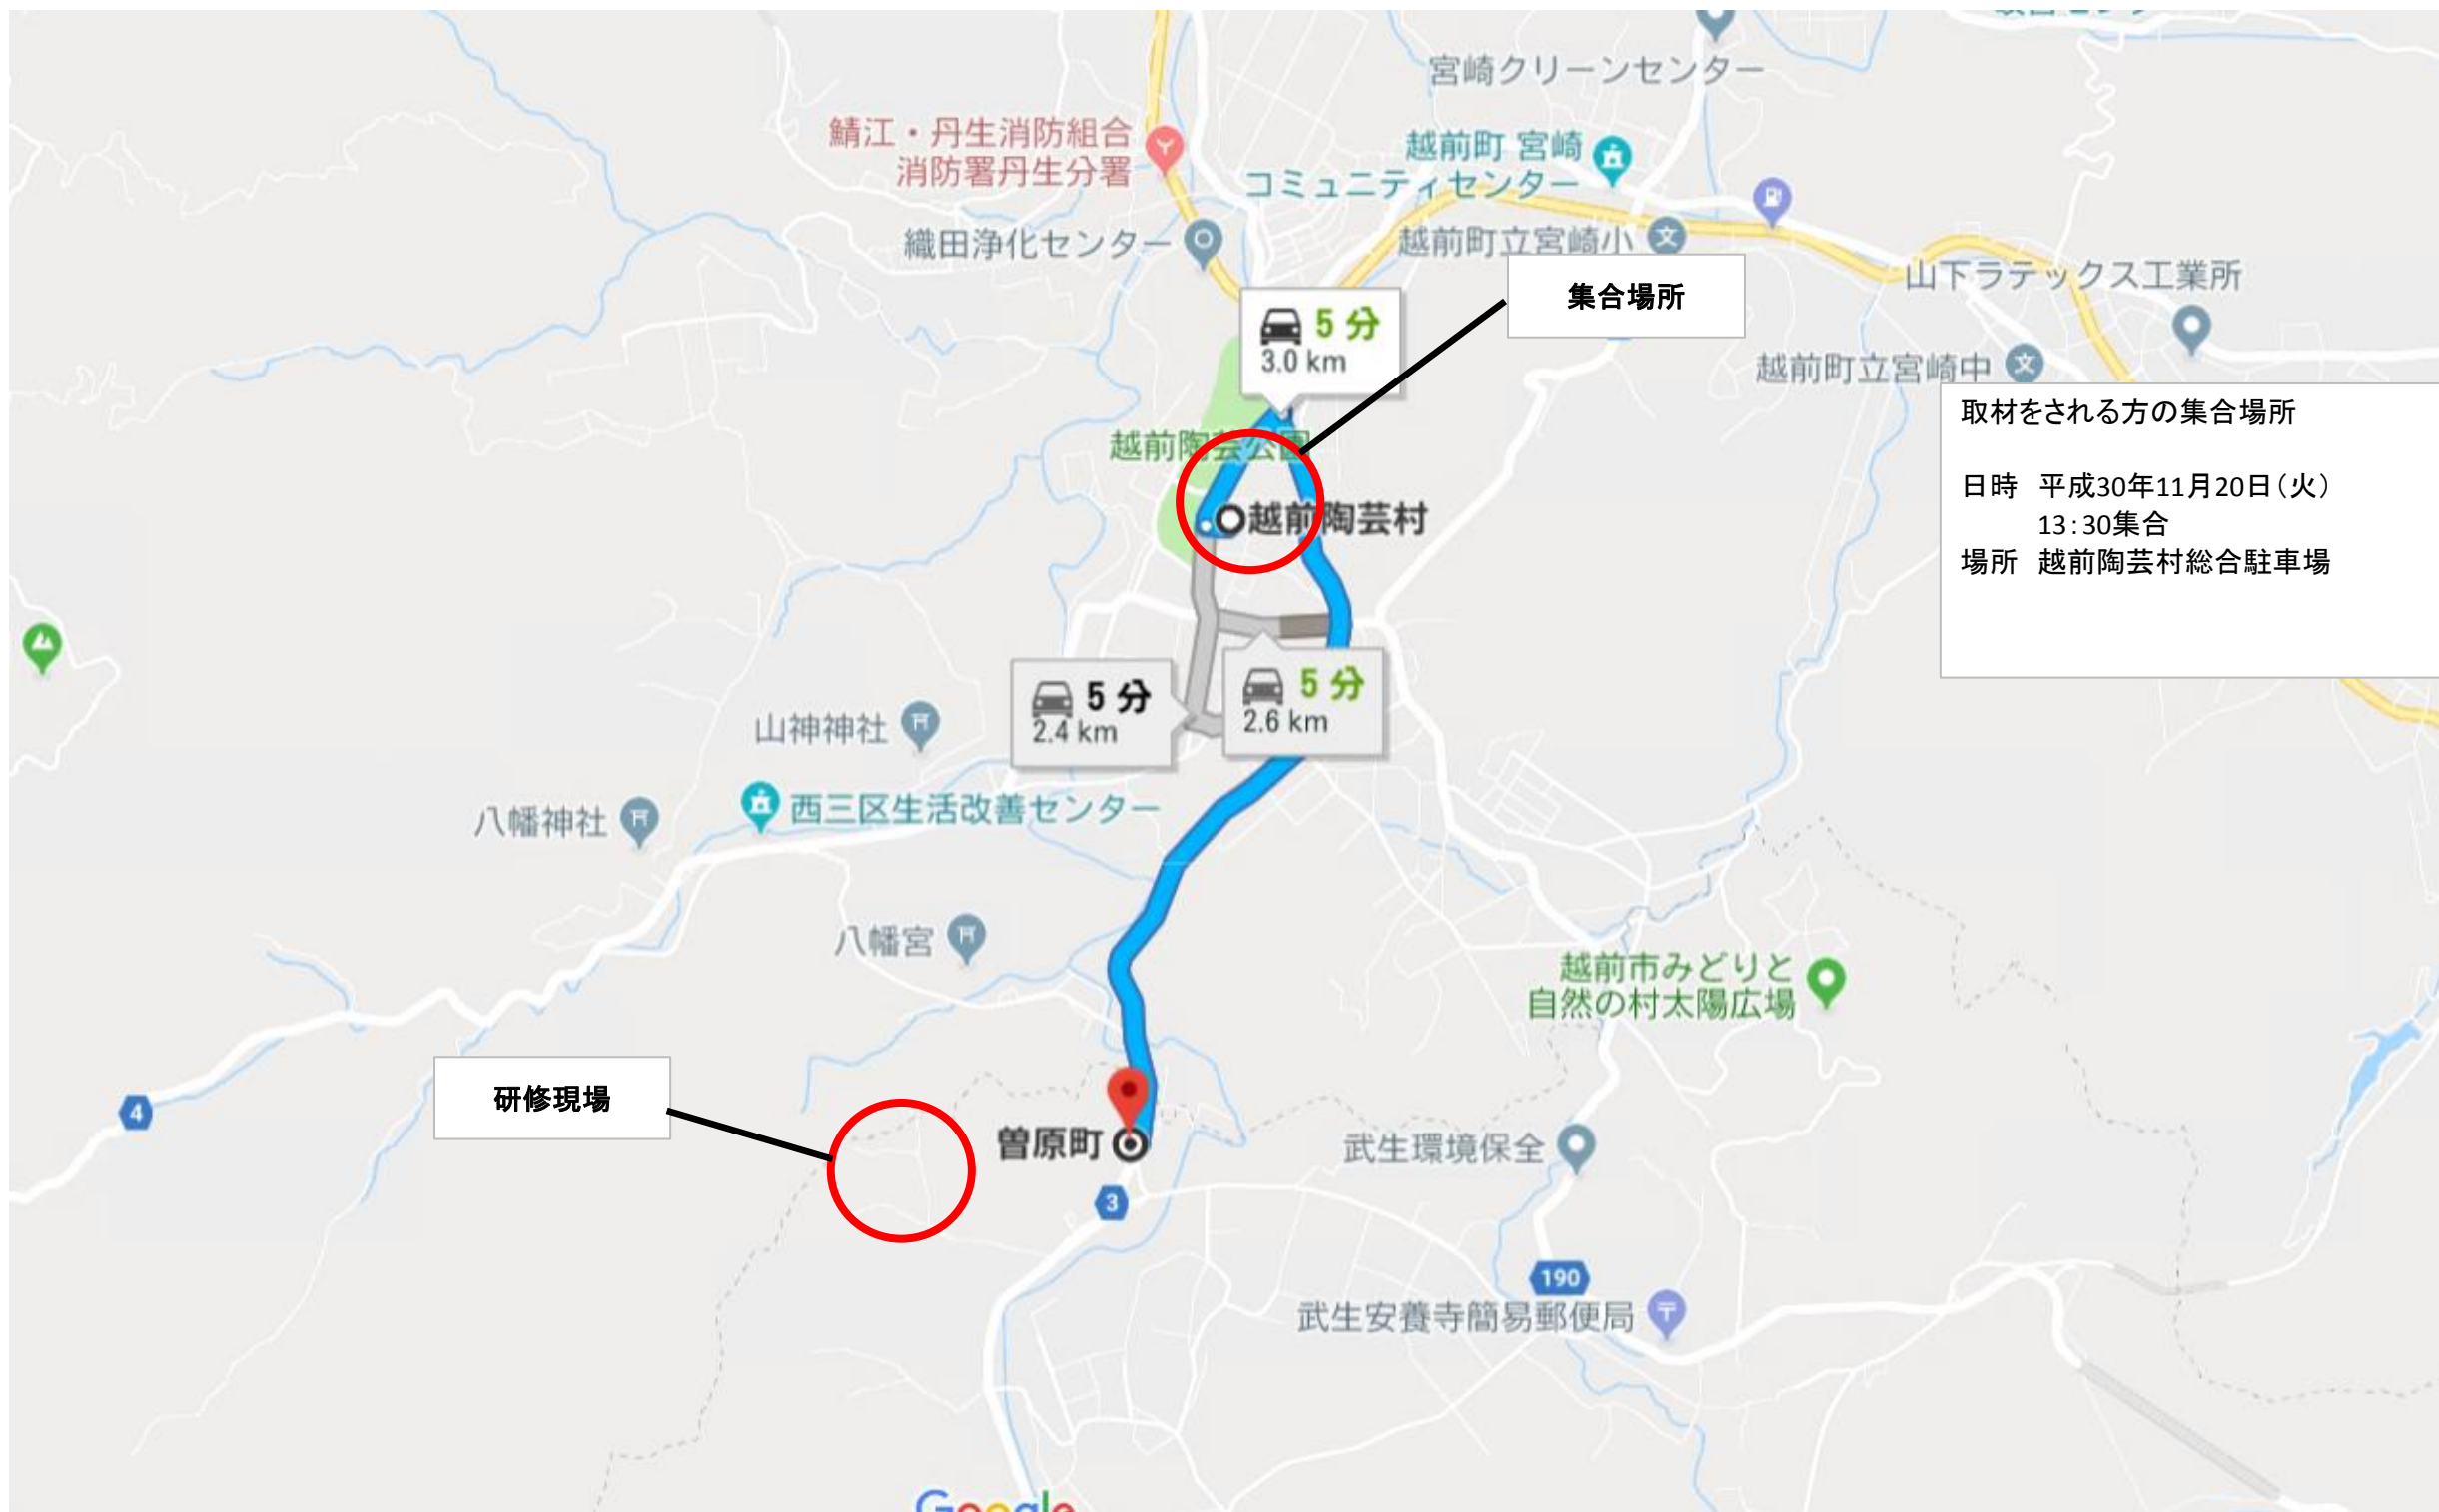 宮崎クリーンセンター
鯖江・丹生消防組合
消防署丹生分署
越前町 宮崎
コミュニティセンター
織田浄化センター
越前町立宮崎小
山下ラテックス工業所
集合場所
5 分
3.0 km
越前町立宮崎中
取材をされる方の集合場所
日時 平成30年11月20日(火)
13:30集合
場所 越前陶芸村総合駐車場
越前陶芸公園
越前陶芸村
5 分
2.4 km
5 分
2.6 km
山神神社
西三区生活改善センター
八幡神社
八幡宮
越前市みどりと
自然の村太陽広場
研修現場
4
曽原町
武生環境保全
3
190
武生安養寺簡易郵便局
Google